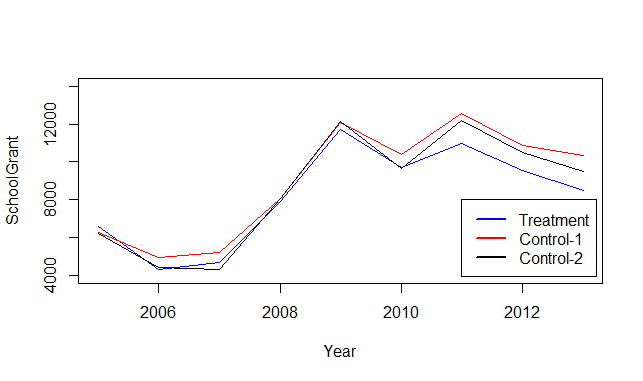 SchoolGrant
12000
8000
4000
2006 2008 2010 2012
Year
Treatment
Control-1
Control-2